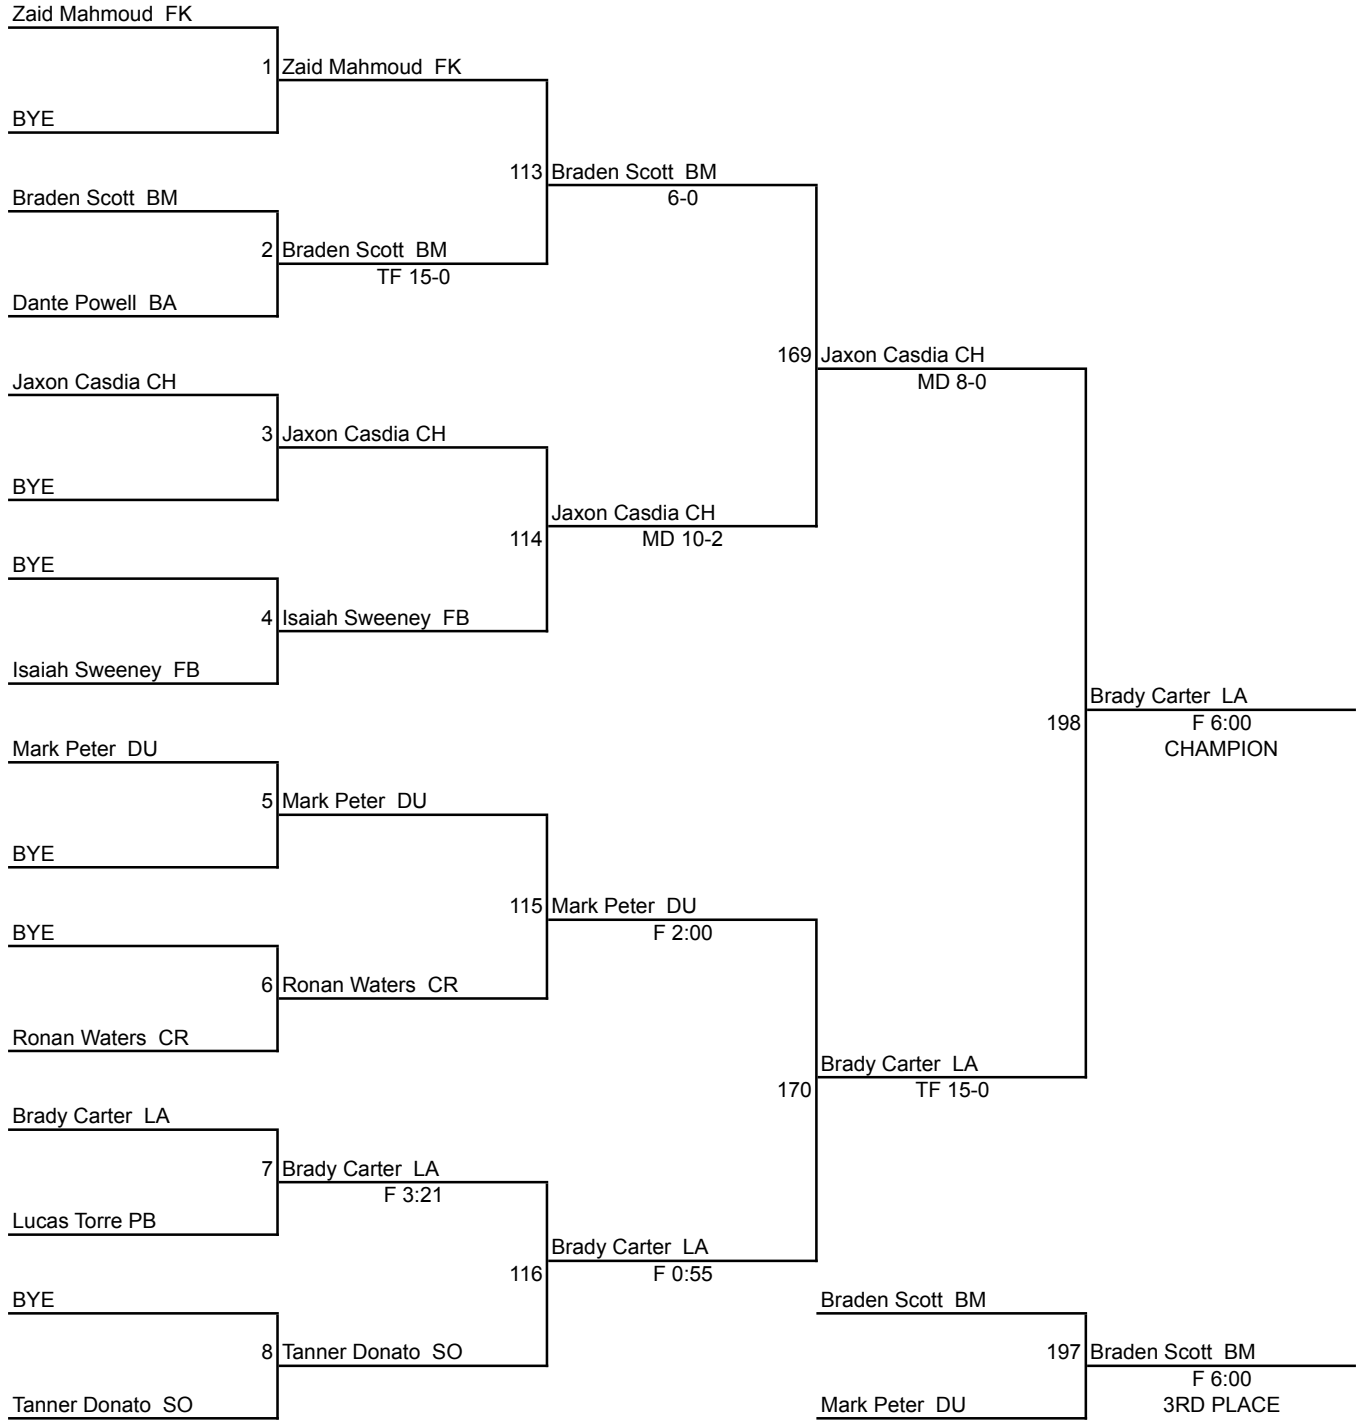 Zaid Mahmoud  FK
1 Zaid Mahmoud  FK
BYE
113 Braden Scott  BM
6-0
Braden Scott  BM
2 Braden Scott  BM
TF 15-0
Dante Powell  BA
169 Jaxon Casdia CH
MD 8-0
Jaxon Casdia CH
3 Jaxon Casdia CH
BYE
Jaxon Casdia CH
114 MD 10-2
BYE
4 Isaiah Sweeney  FB
Isaiah Sweeney  FB
Brady Carter  LA
198 F 6:00
CHAMPION
Mark Peter  DU
5 Mark Peter  DU
BYE
115 Mark Peter  DU
F 2:00
BYE
6 Ronan Waters  CR
Ronan Waters  CR
Brady Carter  LA
170 TF 15-0
Brady Carter  LA
7 Brady Carter  LA
F 3:21
Lucas Torre PB
Brady Carter  LA
116 F 0:55
BYE
Braden Scott  BM
8 Tanner Donato  SO
197 Braden Scott  BM
F 6:00
3RD PLACE
Tanner Donato  SO
Mark Peter  DU